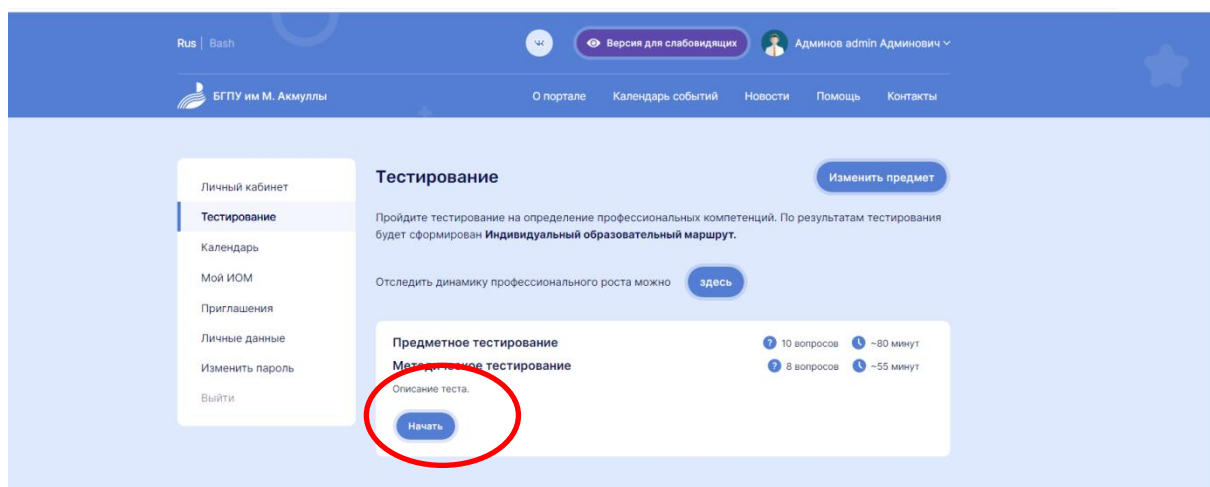 Rus | Bash
Версия для слабовидящих
Админов admin Админович
БГПУ им М. Акмуллы
О портале
Календарь событий
Новости
Помощь
Контакты
Личный кабинет
Тестирование
Календарь
Мой ИОМ
Приглашения
Личные данные
Изменить пароль
Выйти
Тестирование
Изменить предмет
Пройдите тестирование на определение профессиональных компетенций. По результатам тестирования
будет сформирован Индивидуальный образовательный маршрут.
Отследить динамику профессионального роста можно здесь
Предметное тестирование ? 10 вопросов ~80 минут
Методическое тестирование ? 8 вопросов ~55 минут
Описание теста.
Начать